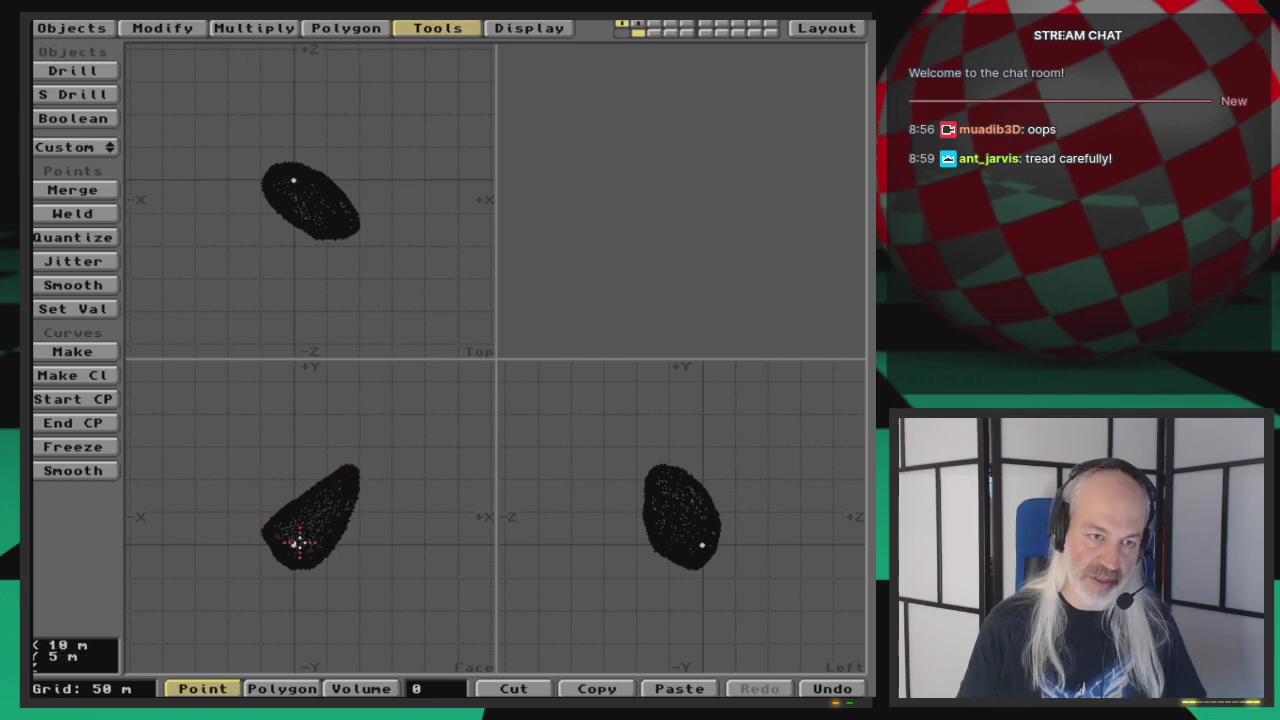 Objects Modify Multiply Polygon Tools Display Layout
Objects
Drill
S Drill
Boolean
Custom
Points
Merge
Weld
Quantize
Jitter
Smooth
Set Val
Curves
Make
Make Cl
Start CP
End CP
Freeze
Smooth
+Z
-X +X
-Z Top
+Y
-X +X
-Y Face
+Y
-Z +Z
-Y Left
X 10 m
Y 5 m
Grid: 50 m Point Polygon Volume 0 Cut Copy Paste Redo Undo
STREAM CHAT
Welcome to the chat room!
New
8:56 muadib3D: oops
8:59 ant_jarvis: tread carefully!